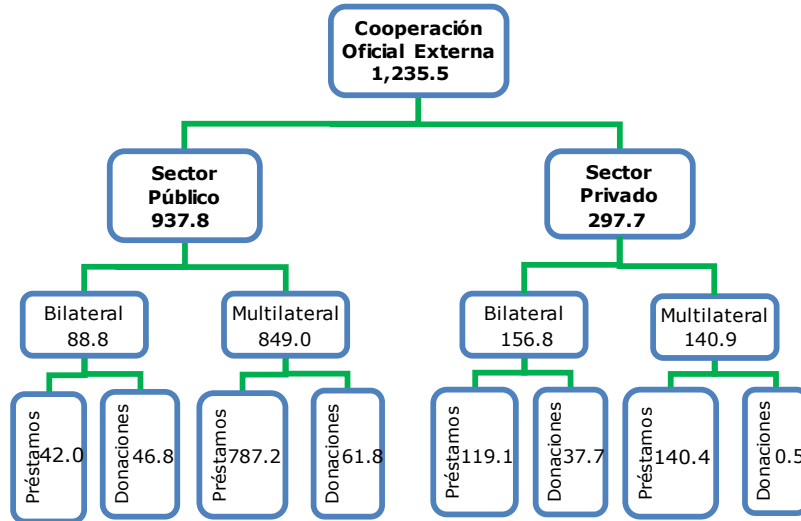 Cooperación
Oficial Externa
1,235.5
Sector
Público
937.8
Sector
Privado
297.7
Bilateral
88.8
Multilateral
849.0
Bilateral
156.8
Multilateral
140.9
Préstamos
42.0
Donaciones
46.8
Préstamos
787.2
Donaciones
61.8
Préstamos
119.1
Donaciones
37.7
Préstamos
140.4
Donaciones
0.5